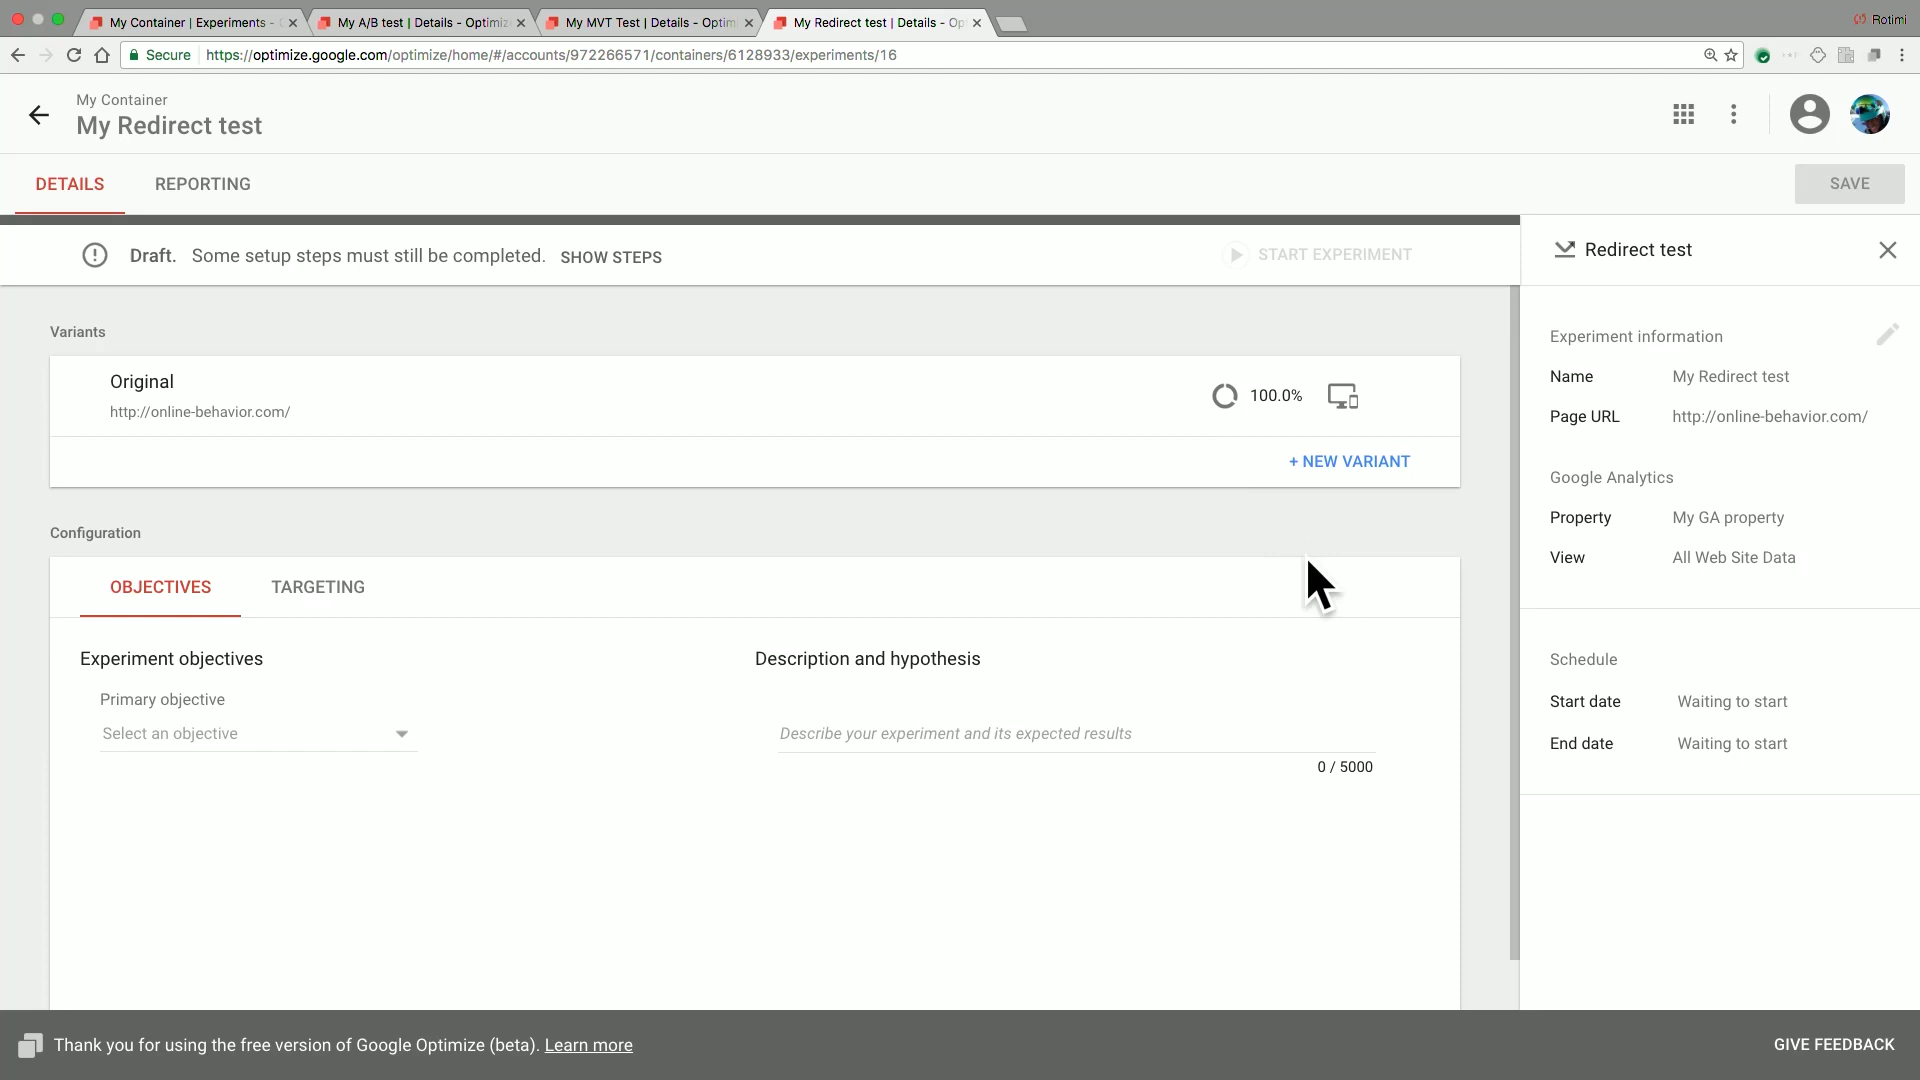 My Container | Experiments -
My A/B test | Details - Optimiz
My MVT Test | Details - Optim
My Redirect test | Details - Op
Rotimi
Secure
https://optimize.google.com/optimize/home/#/accounts/972266571/containers/6128933/experiments/16
My Container
My Redirect test
DETAILS
REPORTING
SAVE
Draft. Some setup steps must still be completed. SHOW STEPS
START EXPERIMENT
Variants
Original
http://online-behavior.com/
100.0%
+ NEW VARIANT
Configuration
OBJECTIVES
TARGETING
Experiment objectives
Primary objective
Select an objective
Description and hypothesis
Describe your experiment and its expected results
0 / 5000
Redirect test
Experiment information
Name My Redirect test
Page URL http://online-behavior.com/
Google Analytics
Property My GA property
View All Web Site Data
Schedule
Start date Waiting to start
End date Waiting to start
Thank you for using the free version of Google Optimize (beta). Learn more
GIVE FEEDBACK